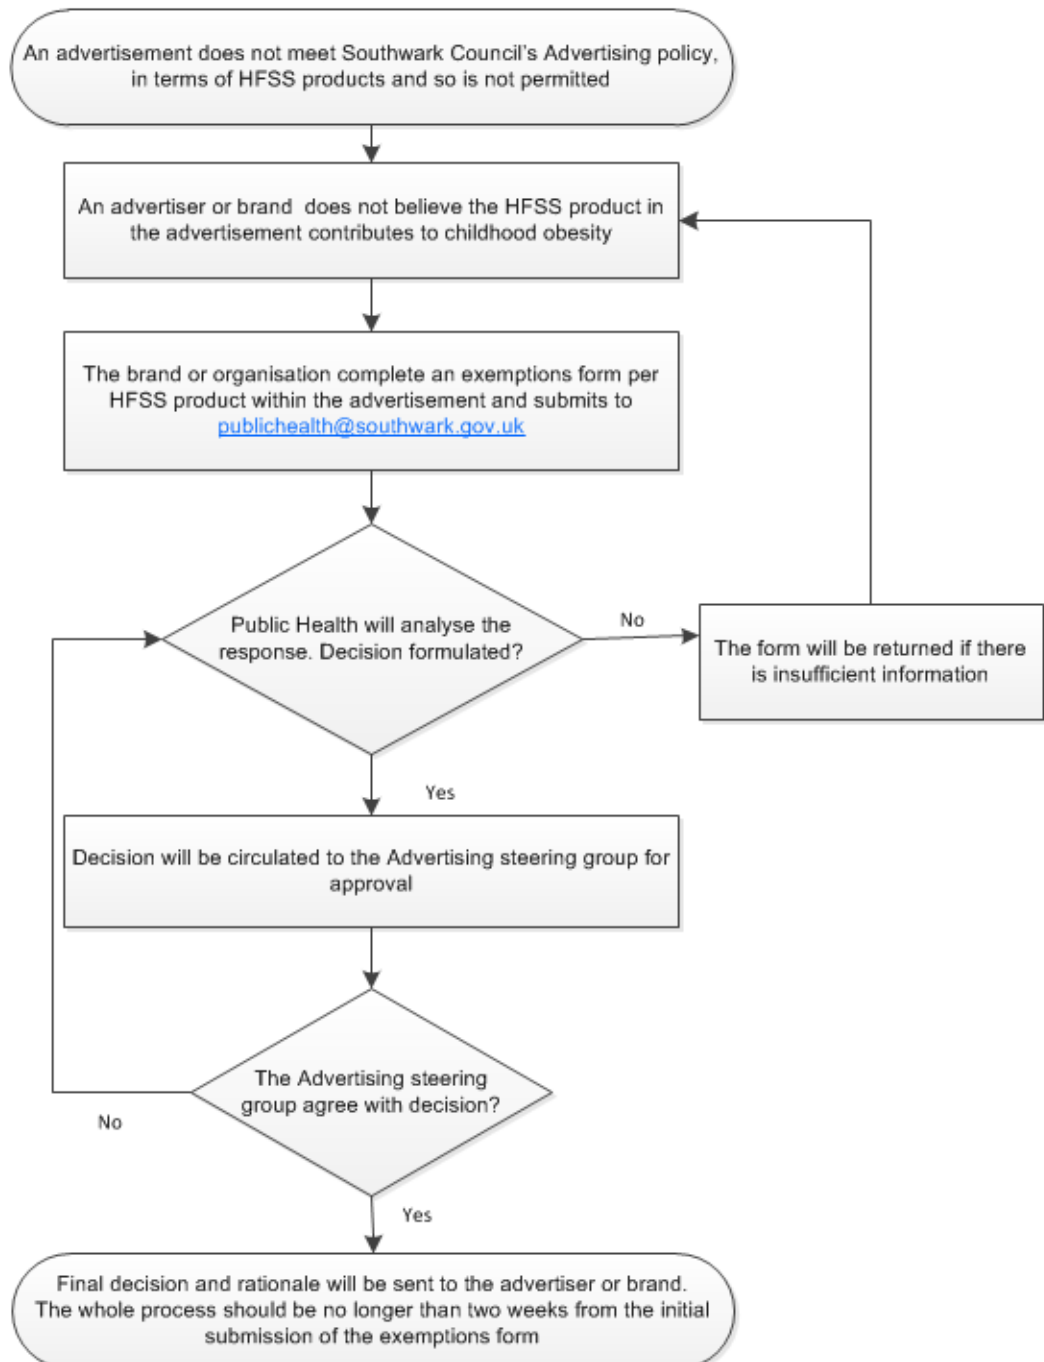 An advertisement does not meet Southwark Council's Advertising policy,
in terms of HFSS products and so is not permitted
An advertiser or brand  does not believe the HFSS product in
the advertisement contributes to childhood obesity
The brand or organisation complete an exemptions form per
HFSS product within the advertisement and submits to
publichealth@southwark.gov.uk
Public Health will analyse the
response. Decision formulated?
No
The form will be returned if there
is insufficient information
Yes
Decision will be circulated to the Advertising steering group for
approval
The Advertising steering
group agree with decision?
No
Yes
Final decision and rationale will be sent to the advertiser or brand.
The whole process should be no longer than two weeks from the initial
submission of the exemptions form